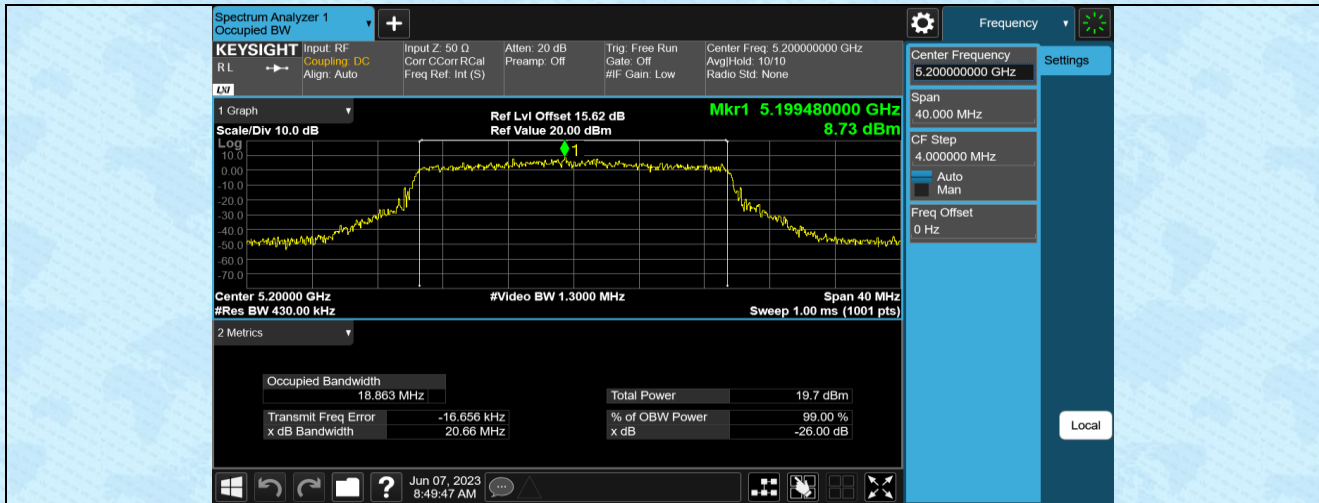 Spectrum Analyzer 1
Occupied BW
+
Frequency
KEYSIGHT
RL
LXI
Input: RF
Coupling: DC
Align: Auto
Input Z: 50 Ω
Corr CCorr RCal
Freq Ref: Int (S)
Atten: 20 dB
Preamp: Off
Trig: Free Run
Gate: Off
#IF Gain: Low
Center Freq: 5.200000000 GHz
Avg|Hold: 10/10
Radio Std: None
Center Frequency
5.200000000 GHz
Settings
Span
40.000 MHz
CF Step
4.000000 MHz
Auto
Man
Freq Offset
0 Hz
1 Graph
Scale/Div 10.0 dB
Ref Lvl Offset 15.62 dB
Ref Value 20.00 dBm
Mkr1 5.199480000 GHz
8.73 dBm
Log
1
10.0
0.00
-10.0
-20.0
-30.0
-40.0
-50.0
-60.0
-70.0
Center 5.20000 GHz
#Video BW 1.3000 MHz
Span 40 MHz
#Res BW 430.00 kHz
Sweep 1.00 ms (1001 pts)
2 Metrics
Occupied Bandwidth
18.863 MHz
Total Power 19.7 dBm
Transmit Freq Error -16.656 kHz
% of OBW Power 99.00 %
x dB Bandwidth 20.66 MHz
x dB -26.00 dB
Local
?
Jun 07, 2023
8:49:47 AM